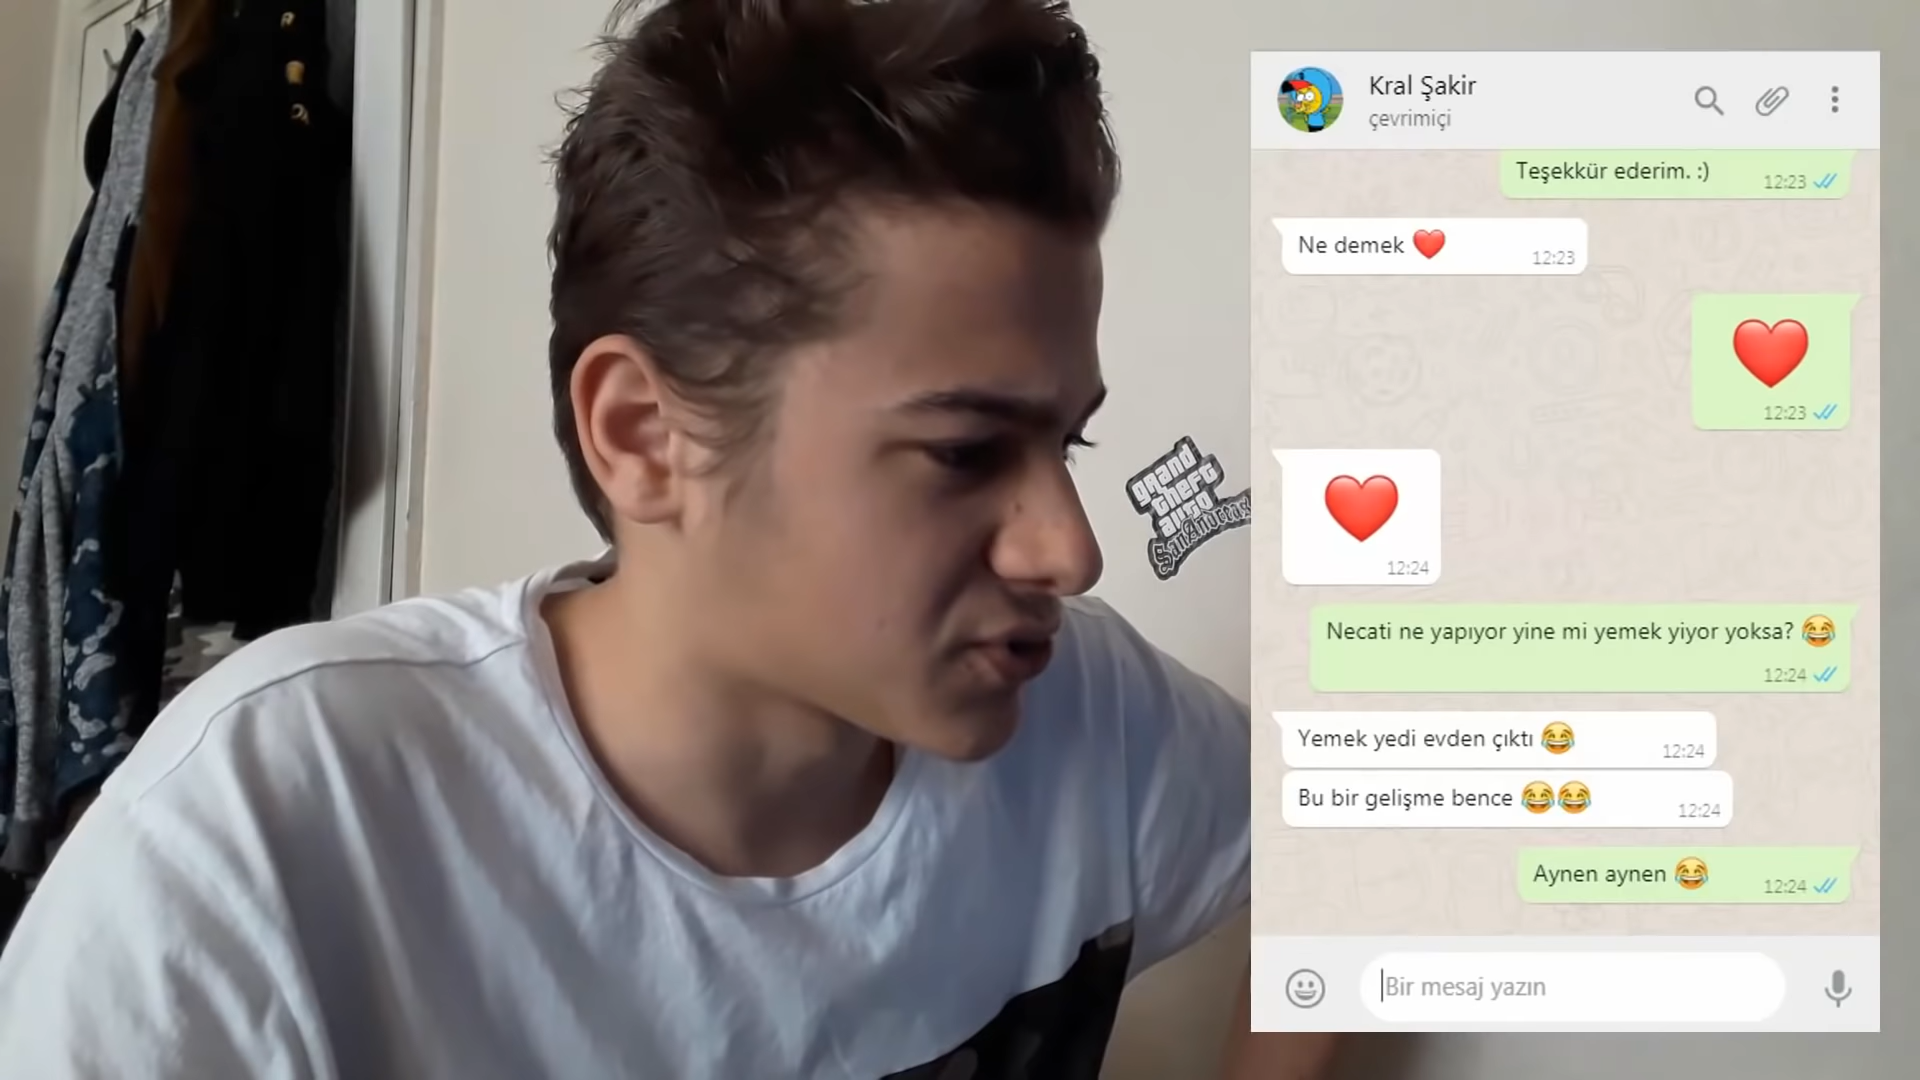 Kral Şakir
çevrimiçi
Teşekkür ederim. :)
12:23
Ne demek ❤️
12:23
❤️
12:23
❤️
12:24
Necati ne yapıyor yine mi yemek yiyor yoksa? 😂
12:24
Yemek yedi evden çıktı 😂
12:24
Bu bir gelişme bence 😂😂
12:24
Aynen aynen 😂
12:24
Bir mesaj yazın
grand
theft
auto
San Andreas